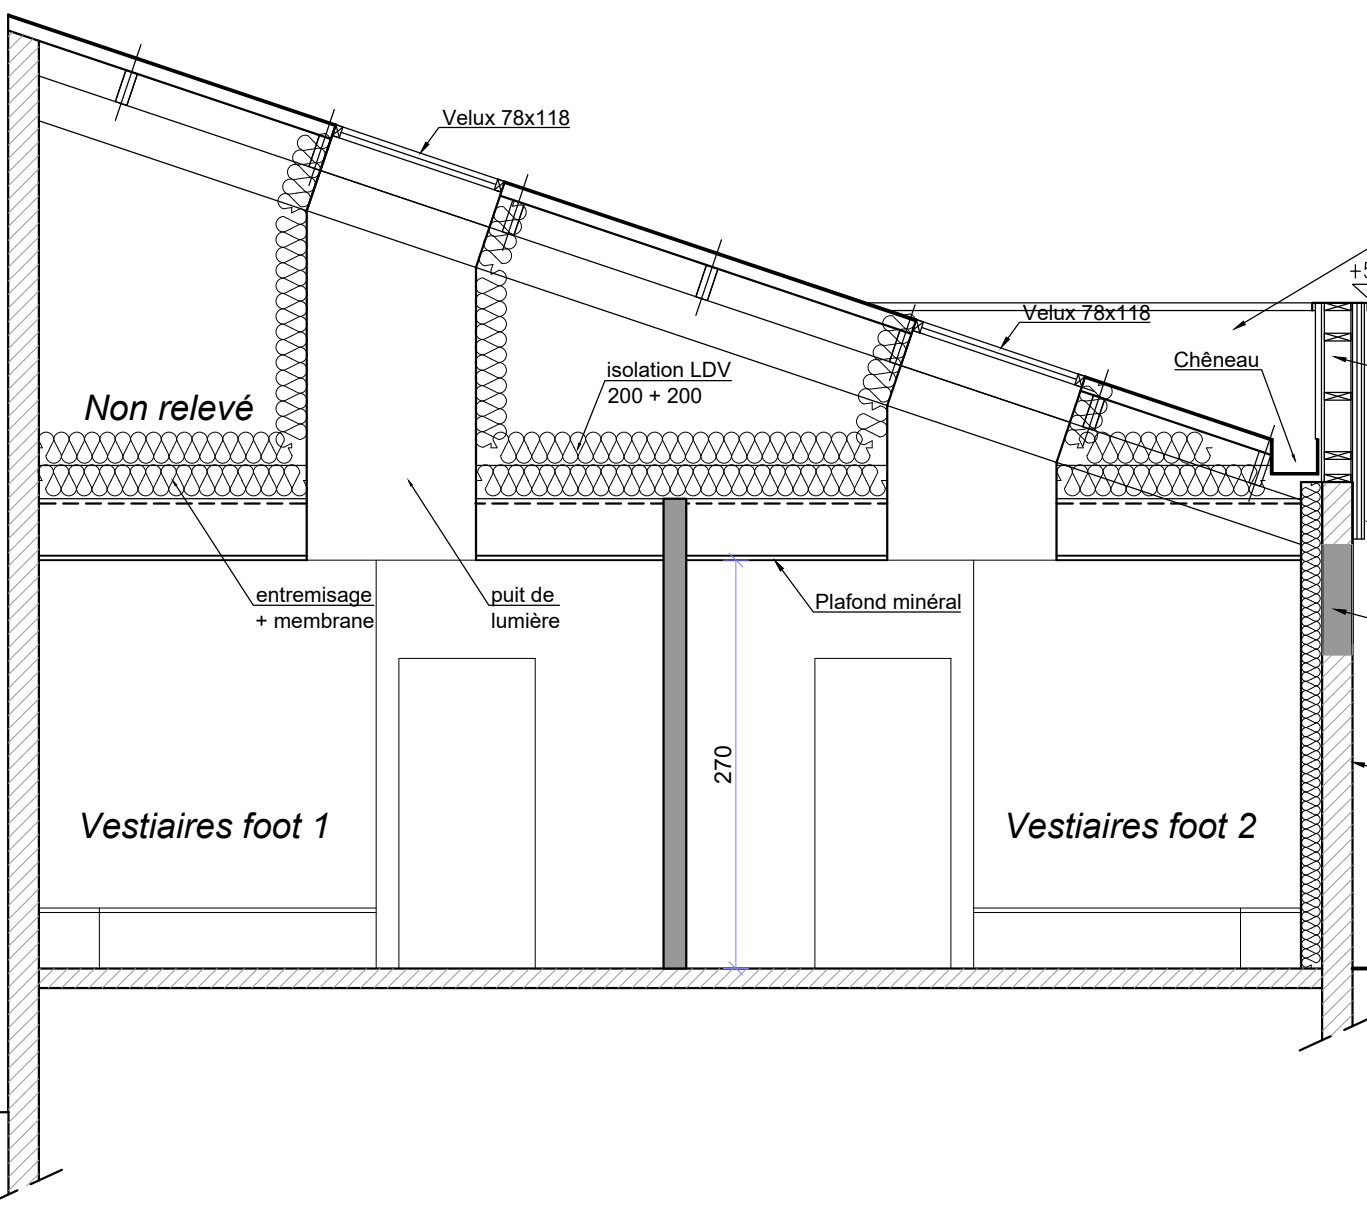 Velux 78x118
+5
Velux 78x118
Chêneau
isolation LDV
200 + 200
Non relevé
entremisage
+ membrane
puit de
lumière
Plafond minéral
270
Vestiaires foot 1
Vestiaires foot 2